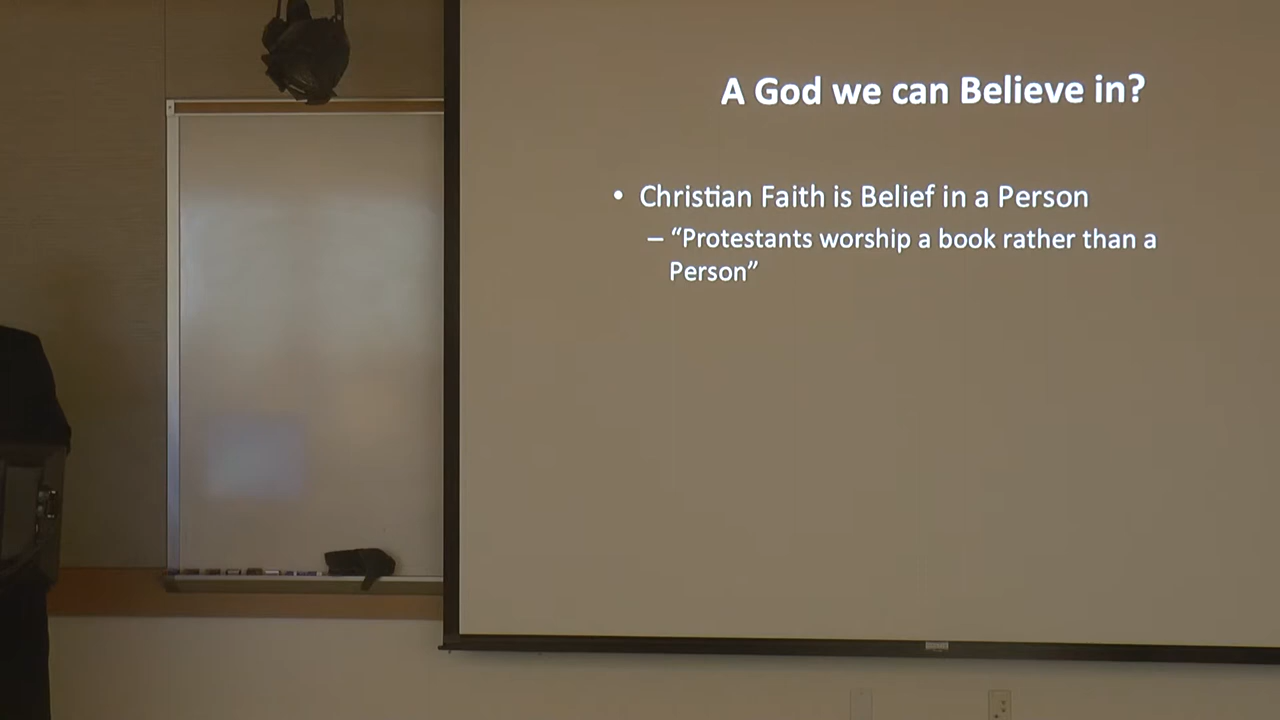 A God we can Believe in?
• Christian Faith is Belief in a Person
– “Protestants worship a book rather than a
Person”